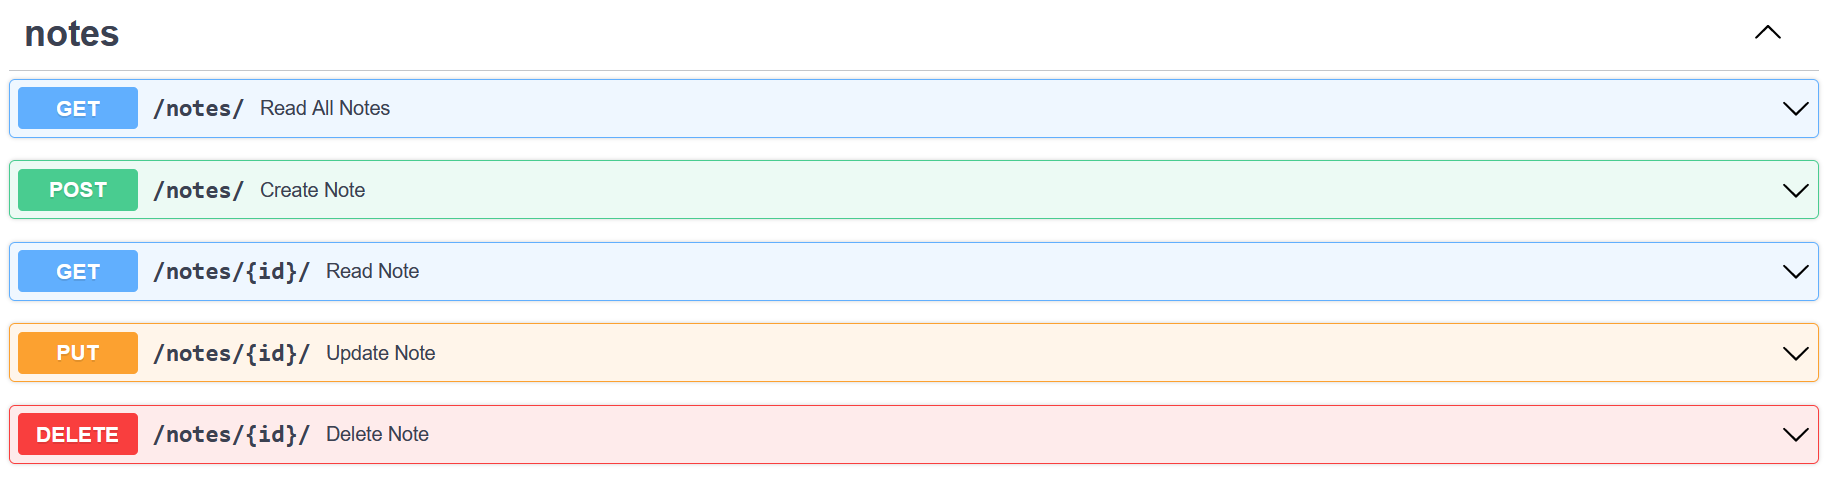 notes
GET /notes/ Read All Notes
POST /notes/ Create Note
GET /notes/{id}/ Read Note
PUT /notes/{id}/ Update Note
DELETE /notes/{id}/ Delete Note